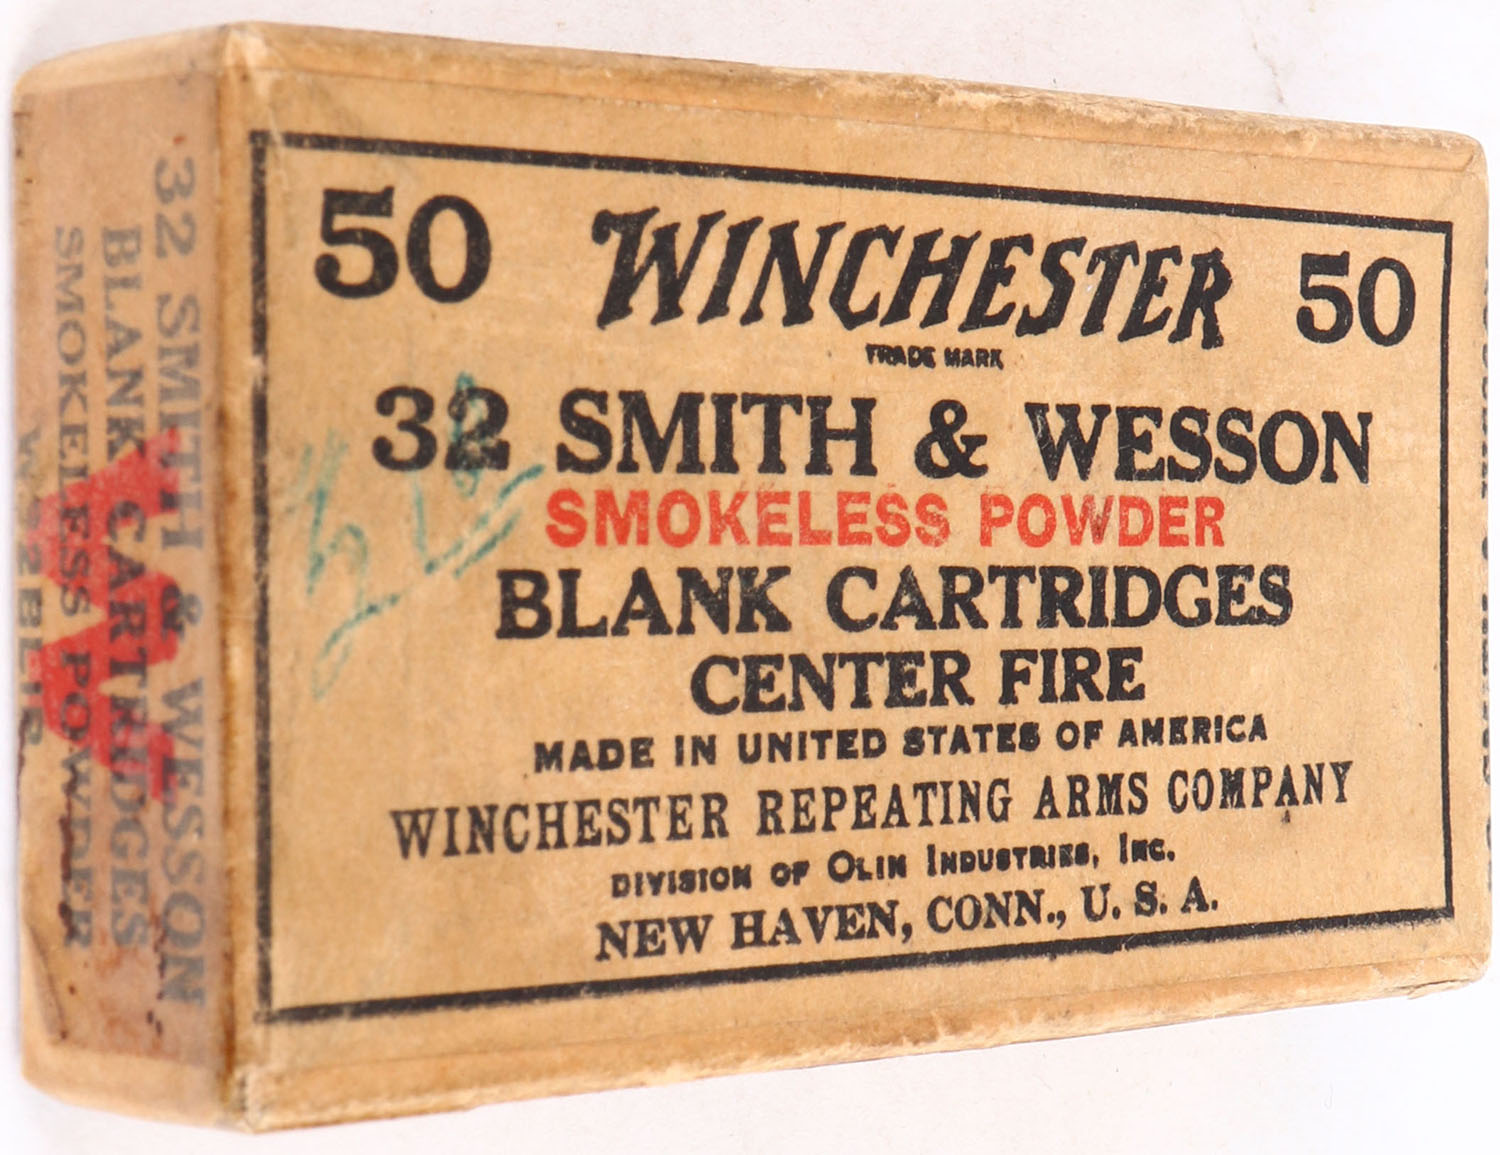 50 WINCHESTER 50
TRADE MARK
32 SMITH & WESSON
SMOKELESS POWDER
BLANK CARTRIDGES
CENTER FIRE
MADE IN UNITED STATES OF AMERICA
WINCHESTER REPEATING ARMS COMPANY
DIVISION OF OLIN INDUSTRIES, INC.
NEW HAVEN, CONN., U. S. A.
32 SMITH & WESSON
BLANK CARTRIDGES
SMOKELESS POWDER
W